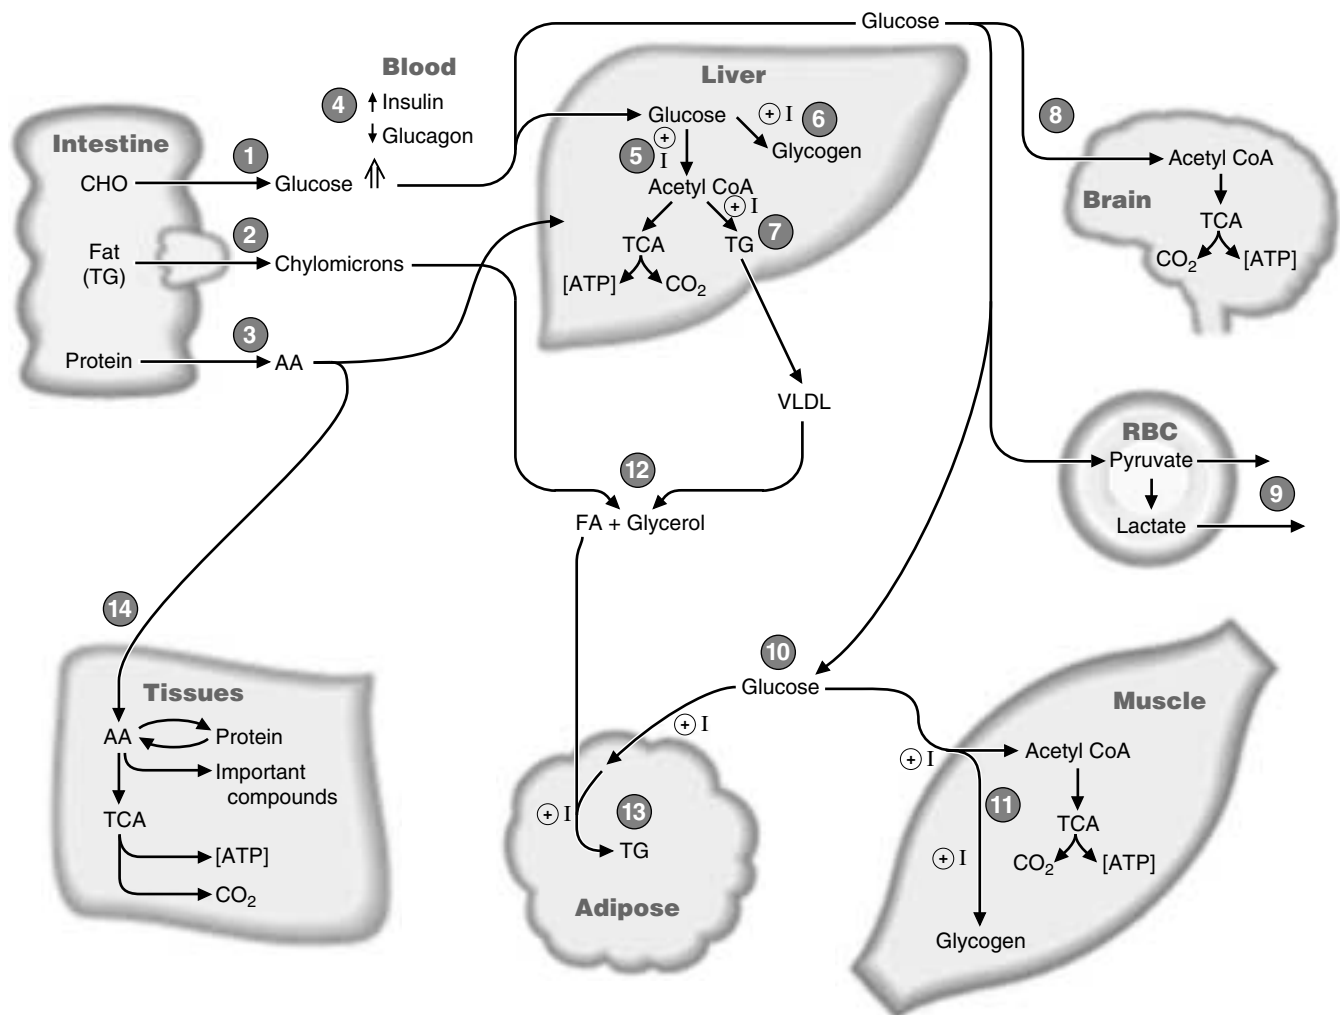 Glucose
Blood
4 Insulin
Glucagon
Liver
Glucose + I 6
Glycogen
+ I
5
Acetyl CoA
+ I
7
TCA TG
[ATP] CO₂
VLDL
Intestine
1
CHO Glucose
2
Fat
(TG)
Chylomicrons
3
Protein AA
8
Acetyl CoA
Brain
TCA
CO₂ [ATP]
RBC
Pyruvate
9
Lactate
12
FA + Glycerol
14
Tissues
AA Protein
Important
compounds
TCA
[ATP]
CO₂
10
Glucose
+ I
+ I
13
TG
Adipose
Muscle
+ I
Acetyl CoA
11
TCA
+ I
CO₂ [ATP]
Glycogen